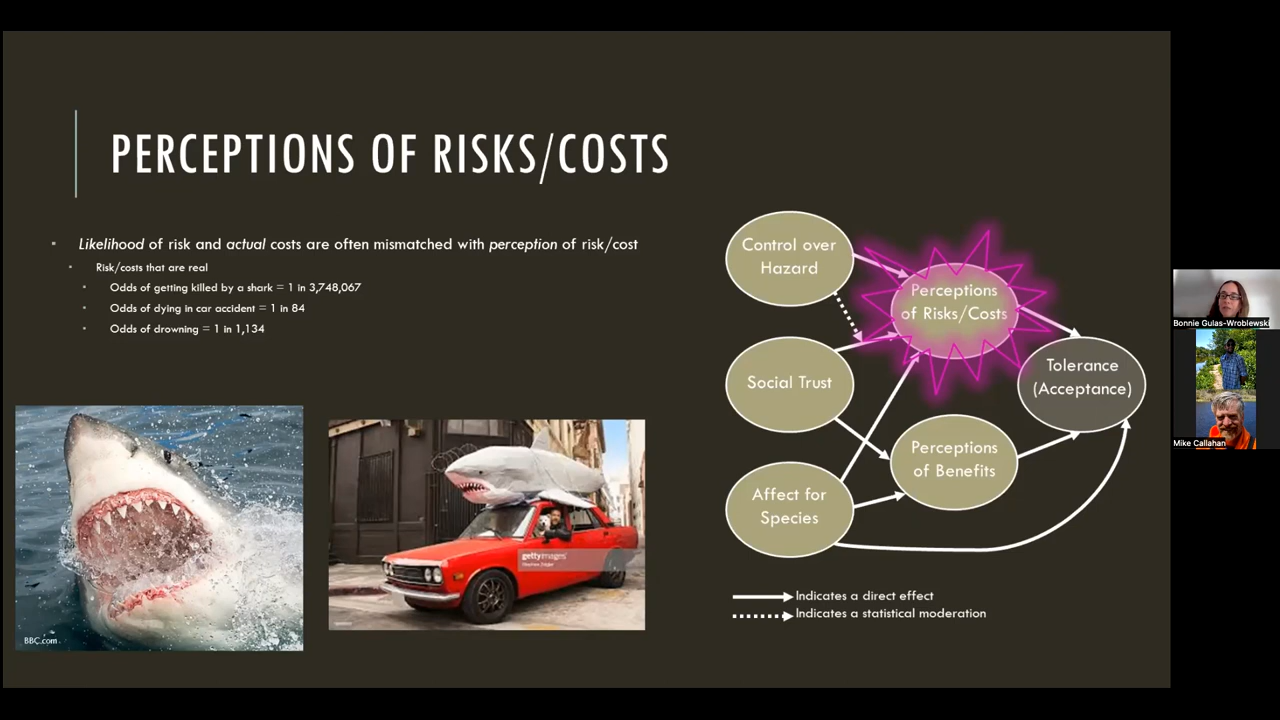 PERCEPTIONS OF RISKS/COSTS
Likelihood of risk and actual costs are often mismatched with perception of risk/cost
Risk/costs that are real
Odds of getting killed by a shark = 1 in 3,748,067
Odds of dying in car accident = 1 in 84
Odds of drowning = 1 in 1,134
BBC.com
gettyimages
Control over
Hazard
Perceptions
of Risks/Costs
Social Trust
Tolerance
(Acceptance)
Perceptions
of Benefits
Affect for
Species
Indicates a direct effect
Indicates a statistical moderation
Bonnie Gulas-Wroblewski
Mike Callahan